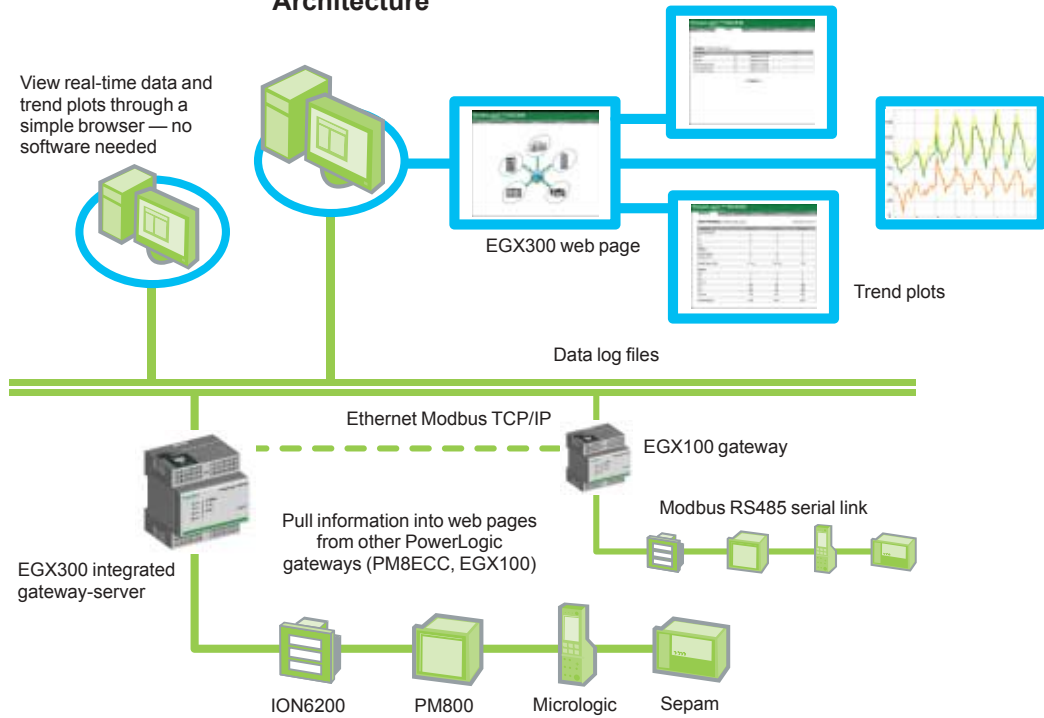 Architecture
View real-time data and
trend plots through a
simple browser — no
software needed
EGX300 web page
Trend plots
Data log files
Ethernet Modbus TCP/IP
EGX100 gateway
Modbus RS485 serial link
Pull information into web pages
from other PowerLogic
gateways (PM8ECC, EGX100)
EGX300 integrated
gateway-server
ION6200
PM800
Micrologic
Sepam